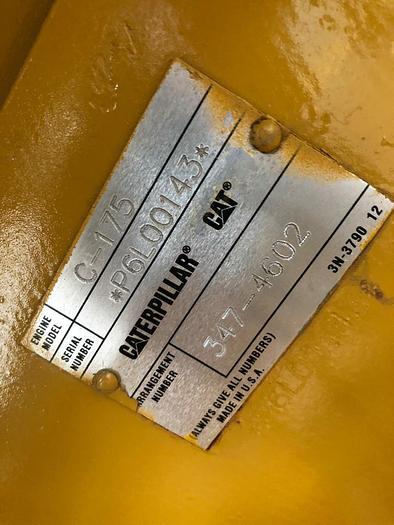 ENGINE MODEL C-175
SERIAL NUMBER *P6L00143*
CATERPILLAR® CAT®
ARRANGEMENT NUMBER 347-4602
(ALWAYS GIVE ALL NUMBERS)
MADE IN U.S.A. 3N-3790 12